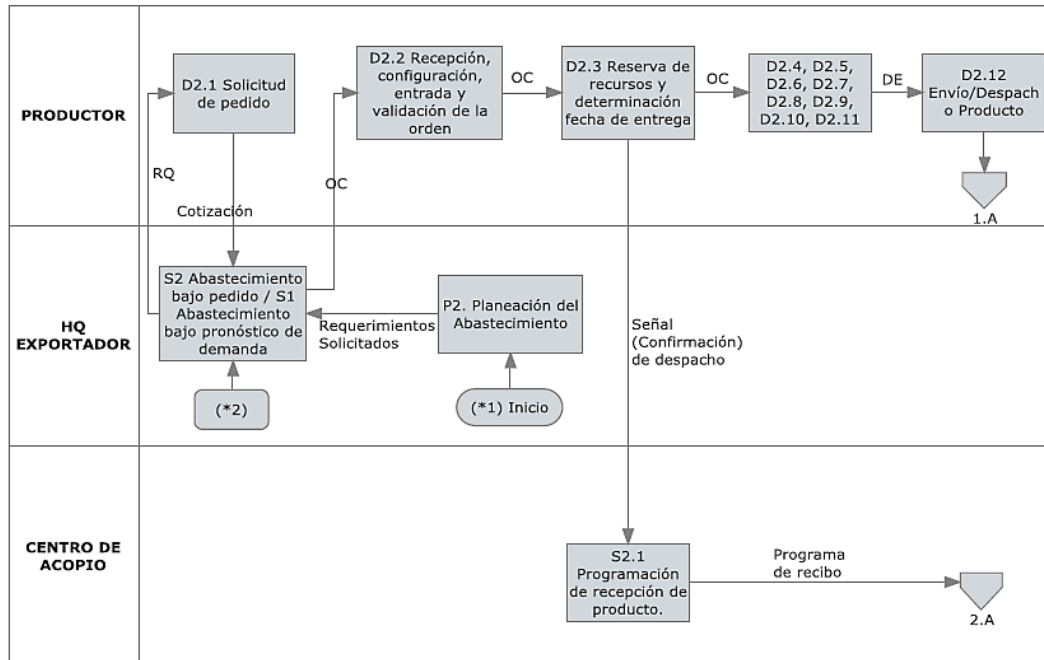 PRODUCTOR
D2.1 Solicitud
de pedido
D2.2 Recepción,
configuración,
entrada y
validación de la
orden
OC
D2.3 Reserva de
recursos y
determinación
fecha de entrega
OC
D2.4, D2.5,
D2.6, D2.7,
D2.8, D2.9,
D2.10, D2.11
DE
D2.12
Envío/Despach
o Producto
1.A
RQ
Cotización
OC
HQ
EXPORTADOR
S2 Abastecimiento
bajo pedido / S1
Abastecimiento
bajo pronóstico de
demanda
Requerimientos
Solicitados
P2. Planeación del
Abastecimiento
Señal
(Confirmación)
de despacho
(*2)
(*1) Inicio
CENTRO DE
ACOPIO
S2.1
Programación
de recepción de
producto.
Programa
de recibo
2.A